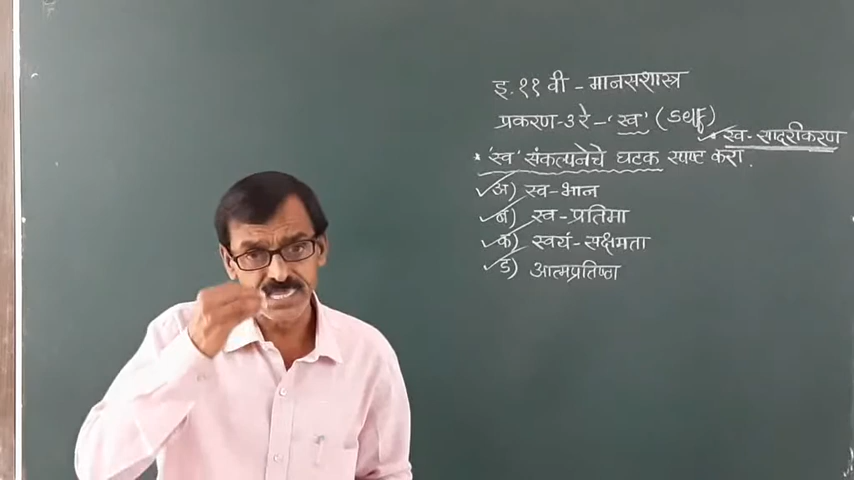 इ. ११ वी - मानसशास्त्र
प्रकरण - ३ रे - 'स्व' (self)
स्व - सादरीकरण
'स्व' संकल्पनेचे घटक स्पष्ट करा.
अ) स्व - भान
ब) स्व - प्रतिमा
क) स्वयं - सक्षमता
ड) आत्मप्रतिष्ठा